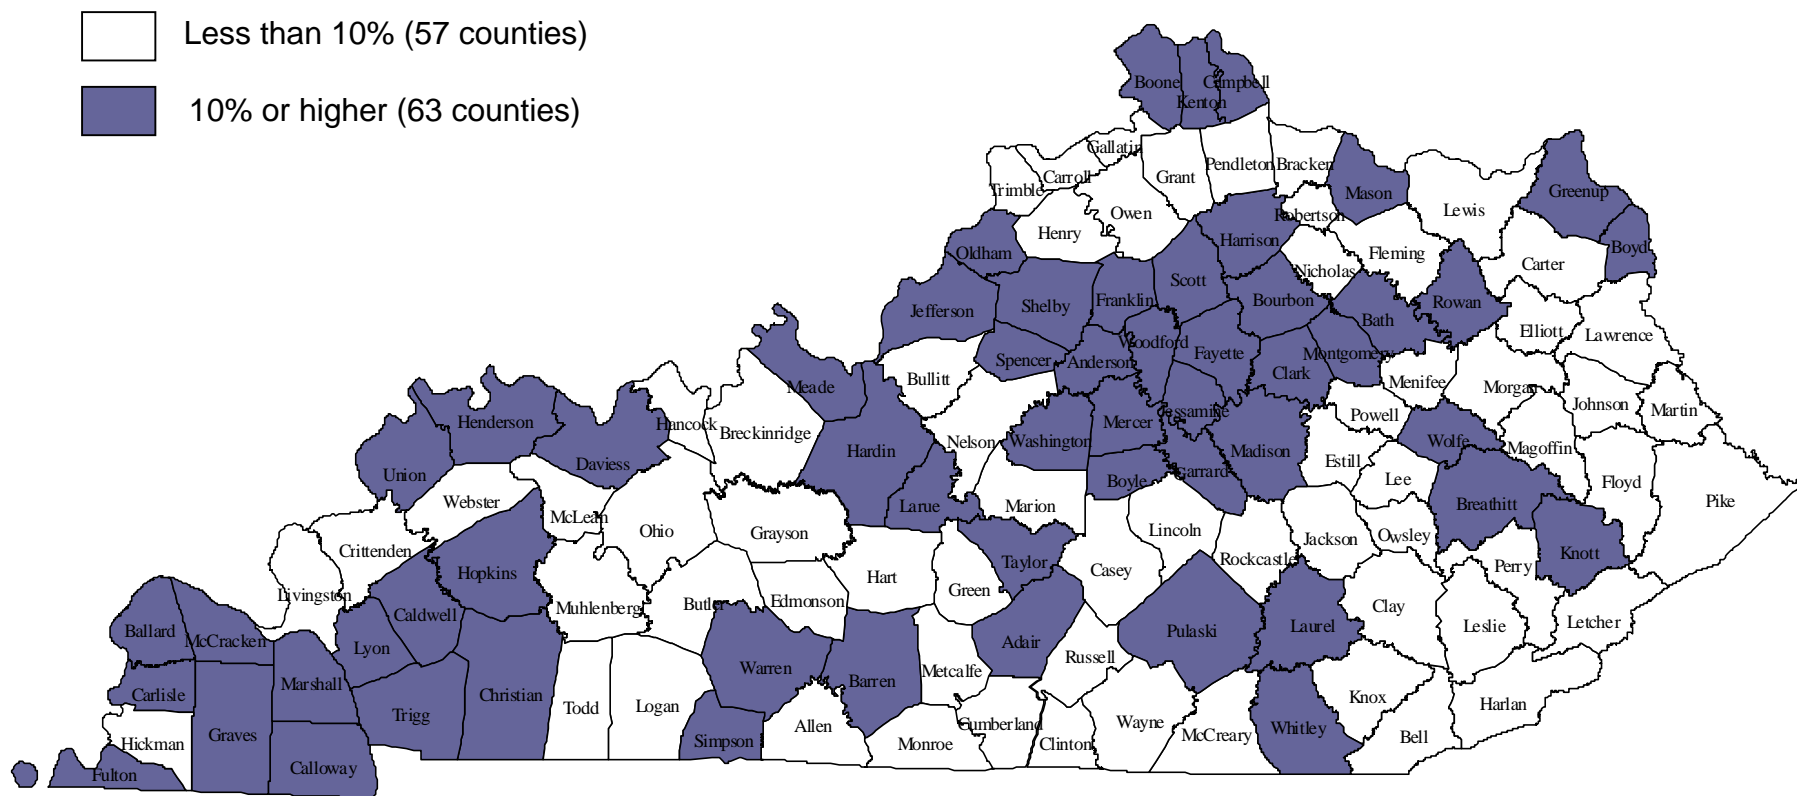 Less than 10% (57 counties)
10% or higher (63 counties)
Boone
Campbell
Kenton
Gallatin
Carroll
Trimble
Grant
Pendleton
Bracken
Mason
Lewis
Greenup
Owen
Henry
Robertson
Harrison
Fleming
Boyd
Oldham
Carter
Nicholas
Scott
Franklin
Bourbon
Rowan
Shelby
Jefferson
Bath
Elliott
Lawrence
Woodford
Fayette
Montgomery
Spencer
Anderson
Clark
Bullitt
Menifee
Morgan
Meade
Johnson
Martin
Jessamine
Powell
Henderson
Hancock
Breckinridge
Mercer
Nelson
Washington
Wolfe
Magoffin
Hardin
Madison
Daviess
Estill
Garrard
Union
Boyle
Lee
Floyd
Pike
Webster
Larue
Marion
Breathitt
McLean
Ohio
Grayson
Lincoln
Jackson
Owsley
Crittenden
Knott
Rockcastle
Perry
Hopkins
Hart
Taylor
Casey
Green
Livingston
Muhlenberg
Butler
Edmonson
Clay
Caldwell
Letcher
Ballard
McCracken
Pulaski
Laurel
Leslie
Lyon
Adair
Russell
Warren
Metcalfe
Marshall
Barren
Carlisle
Christian
Knox
Todd
Logan
Harlan
Trigg
Allen
Cumberland
Wayne
Whitley
Graves
McCreary
Bell
Hickman
Simpson
Monroe
Clinton
Calloway
Fulton